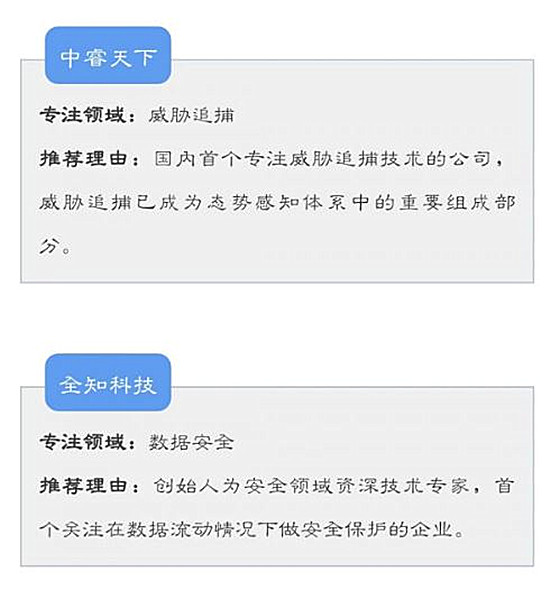 中睿天下
专注领域：威胁追捕
推荐理由：国内首个专注威胁追捕技术的公司，
威胁追捕已成为态势感知体系中的重要组成部
分。
全知科技
专注领域：数据安全
推荐理由：创始人为安全领域资深技术专家，首
个关注在数据流动情况下做安全保护的企业。